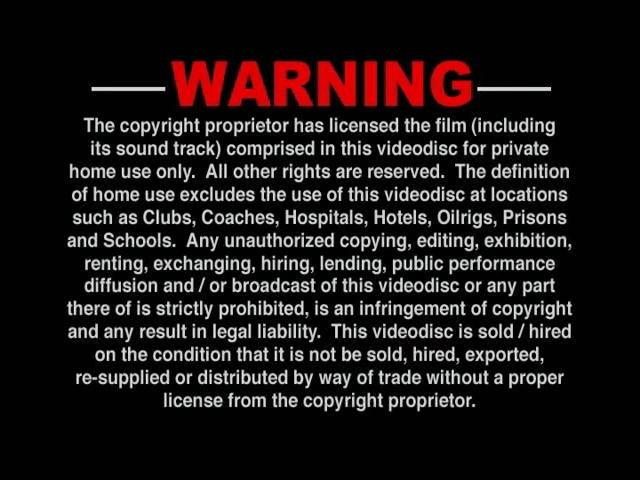 WARNING
The copyright proprietor has licensed the film (including
its sound track) comprised in this videodisc for private
home use only.  All other rights are reserved.  The definition
of home use excludes the use of this videodisc at locations
such as Clubs, Coaches, Hospitals, Hotels, Oilrigs, Prisons
and Schools.  Any unauthorized copying, editing, exhibition,
renting, exchanging, hiring, lending, public performance
diffusion and / or broadcast of this videodisc or any part
there of is strictly prohibited, is an infringement of copyright
and any result in legal liability.  This videodisc is sold / hired
on the condition that it is not be sold, hired, exported,
re-supplied or distributed by way of trade without a proper
license from the copyright proprietor.